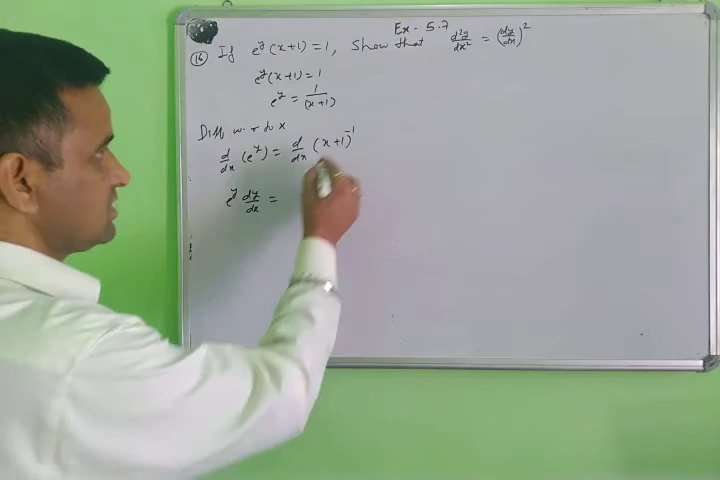 Ex - 5.7
(16) If e^y (x+1) = 1, Show that d²y/dx² = (dy/dx)²
e^y (x+1) = 1
e^y = 1/(x+1)
Diff w. r to x
d/dx (e^y) = d/dx (x+1)^-1
e^y dy/dx =